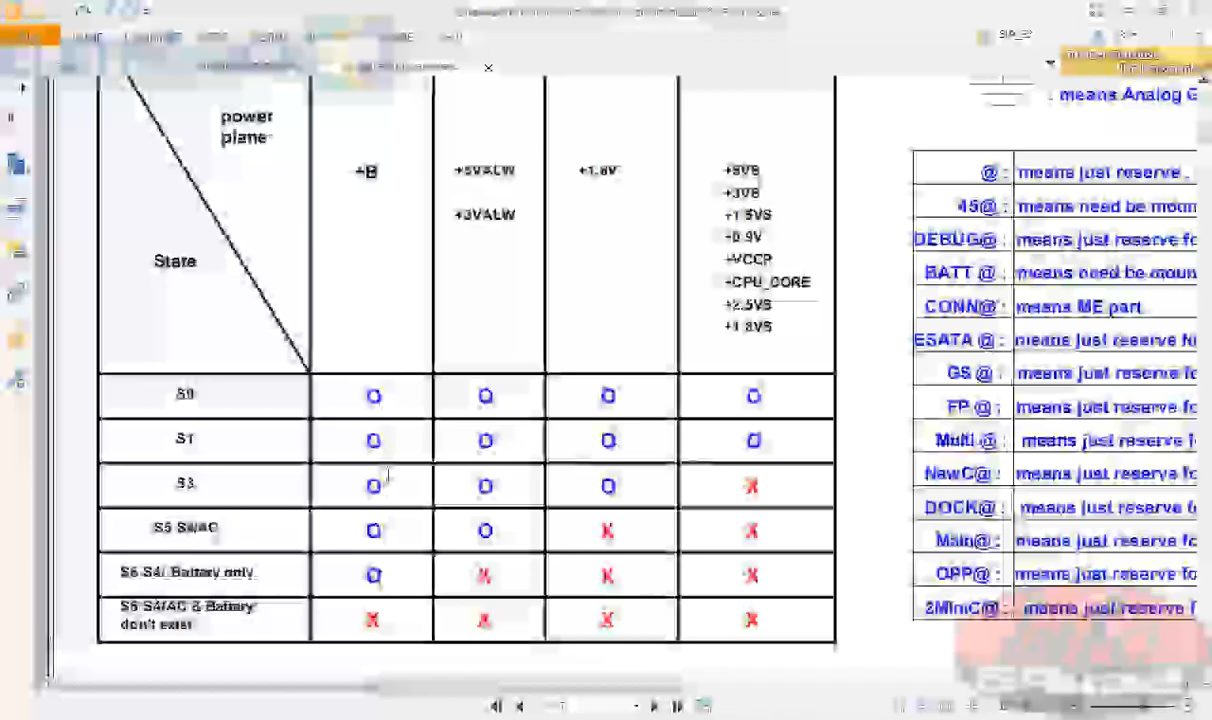 power
plane
State
+B
+5VALW
+3VALW
+1.8V
+5VS
+3VS
+1.5VS
+0.9V
+VCCP
+CPU_CORE
+2.5VS
+1.8VS
S0 O O O O
S1 O O O O
S3 O O O X
S5 S4/AC O O X X
S5 S4/ Battery only O X X X
S5 S4/AC & Battery
don't exist X X X X
: means Analog G
@ : means just reserve .
45@ : means need be moun
DEBUG@ : means just reserve fo
BATT @ : means need be moun
CONN@ : means ME part
ESATA @ : means just reserve
GS @ : means just reserve fo
FP @ : means just reserve fo
Multi @ : means just reserve f
NewC@ : means just reserve fo
DOCK@ : means just reserve fo
Main@ : means just reserve fo
OPP@ : means just reserve fo
2MiniC@ : means just reserve f